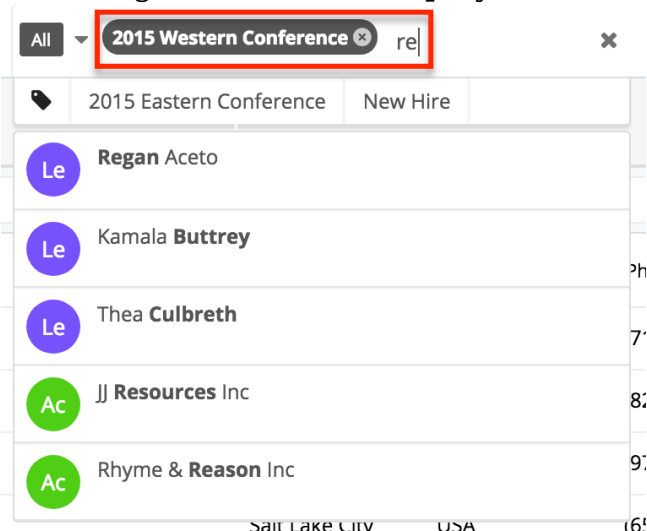 All 2015 Western Conference re
2015 Eastern Conference New Hire
Le Regan Aceto
Le Kamala Buttrey
Le Thea Culbreth
Ac JJ Resources Inc
Ac Rhyme & Reason Inc
Salt Lake City USA